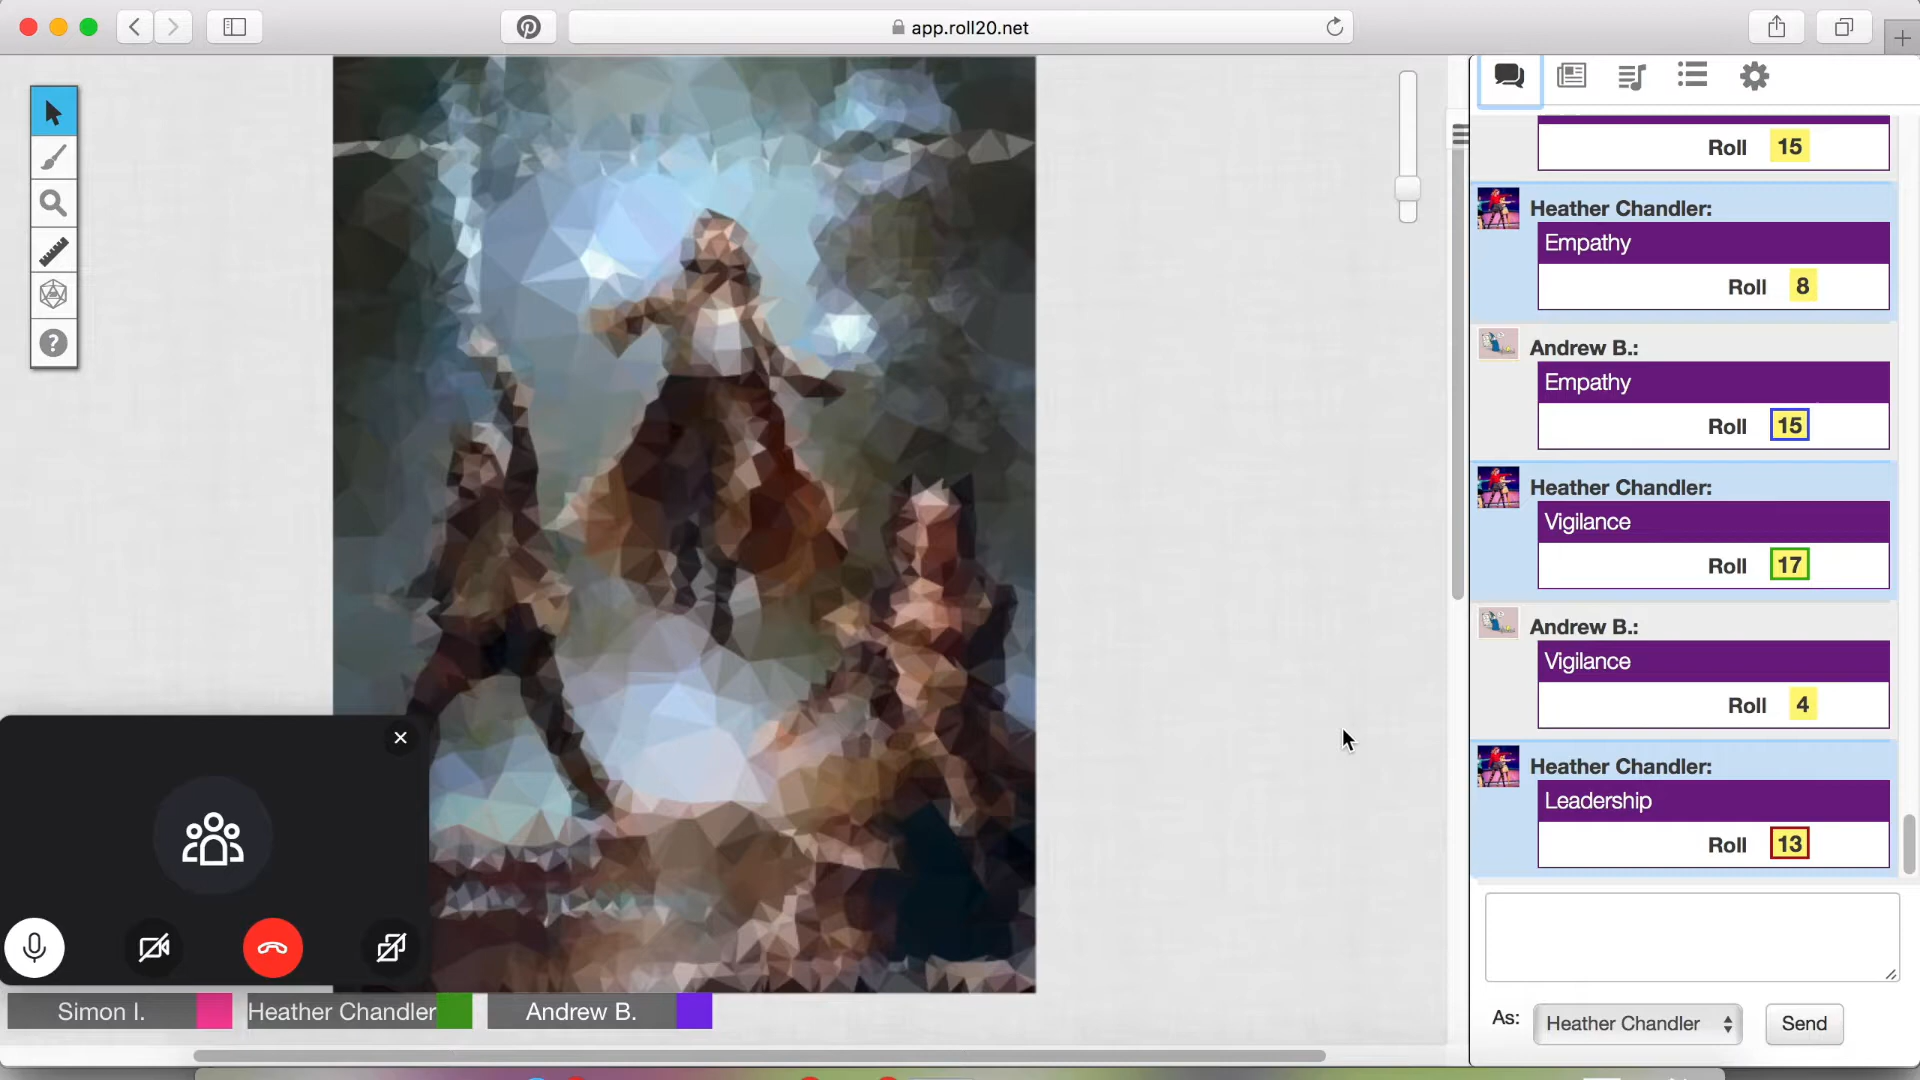 app.roll20.net
Roll 15
Heather Chandler:
Empathy
Roll 8
Andrew B.:
Empathy
Roll 15
Heather Chandler:
Vigilance
Roll 17
Andrew B.:
Vigilance
Roll 4
Heather Chandler:
Leadership
Roll 13
As: Heather Chandler Send
Simon I. Heather Chandler Andrew B.